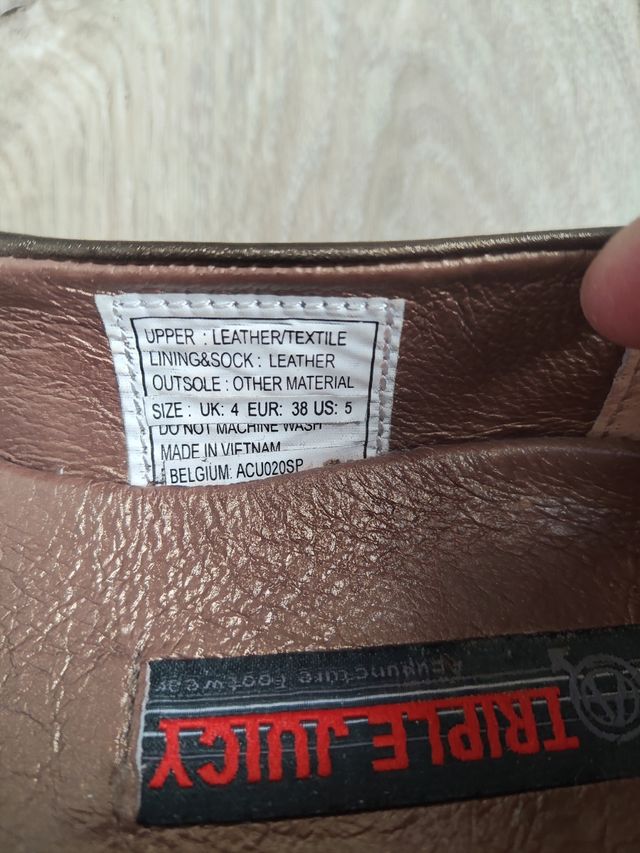 UPPER : LEATHER/TEXTILE
LINING&SOCK : LEATHER
OUTSOLE : OTHER MATERIAL
SIZE : UK: 4 EUR: 38 US: 5
DO NOT MACHINE WASH
MADE IN VIETNAM
BELGIUM: ACU020SP
TRIPLE JUICY
Footwear